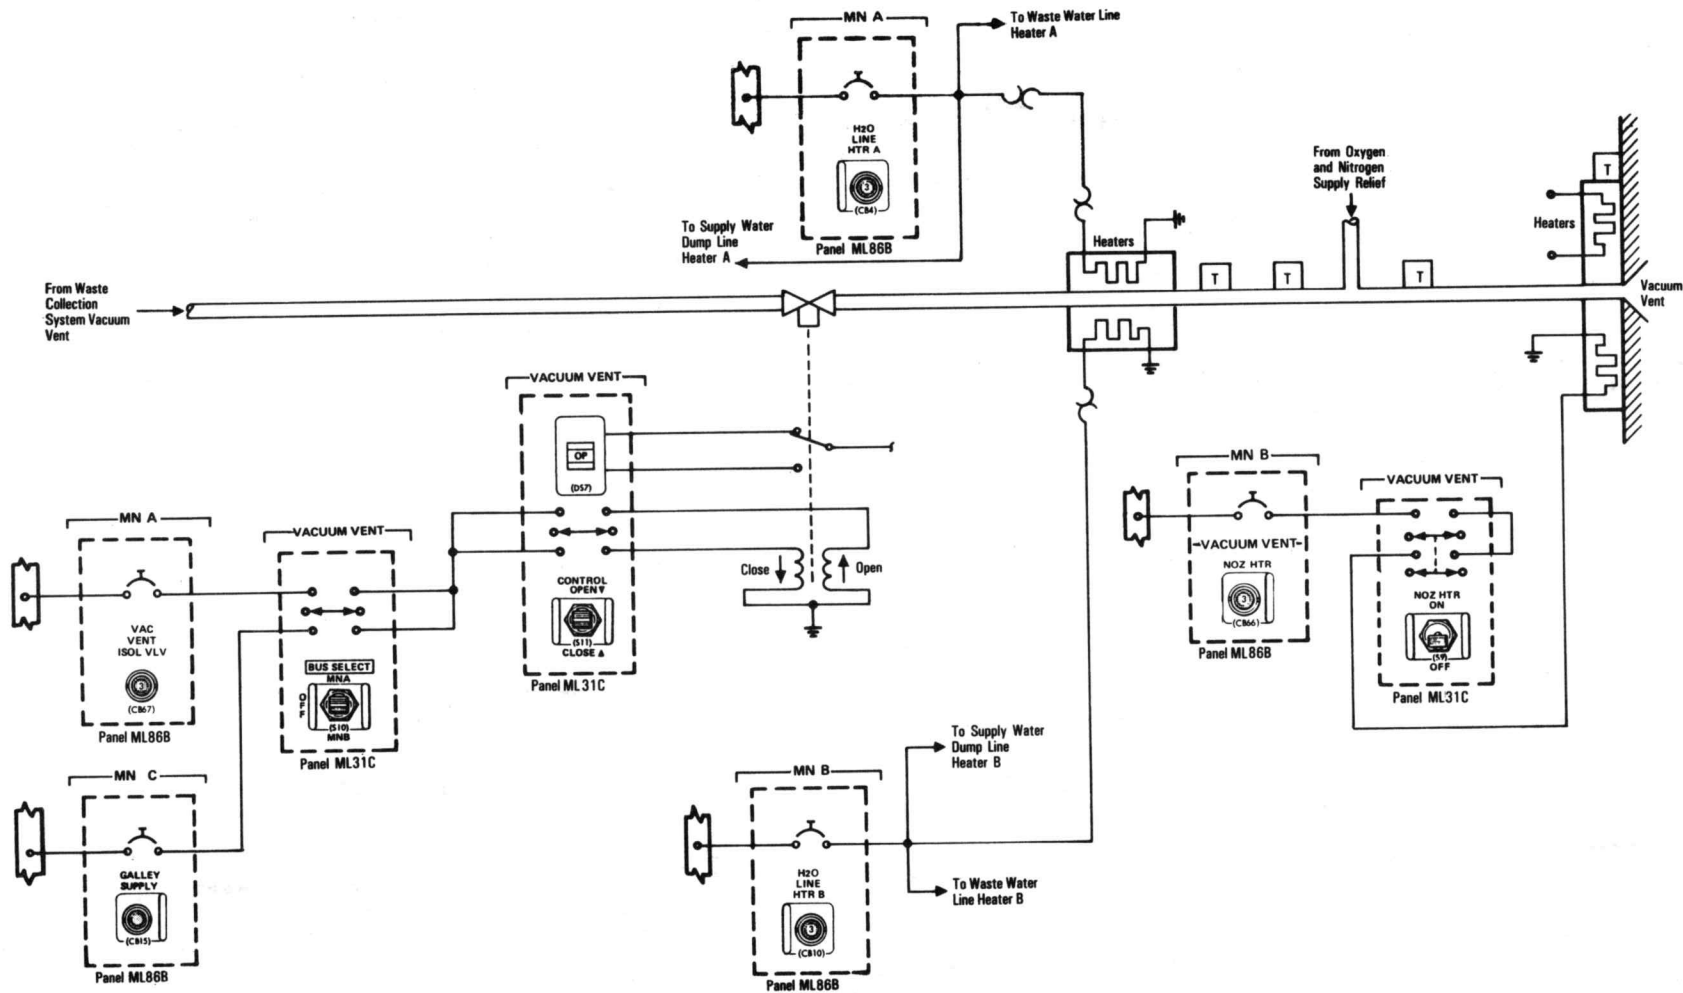 MN A
To Waste Water Line
Heater A
H2O
LINE
HTR A
3
(CB4)
Panel ML86B
To Supply Water
Dump Line
Heater A
From Oxygen
and Nitrogen
Supply Relief
T
Heaters
Heaters
T
T
T
Vacuum
Vent
From Waste
Collection
System Vacuum
Vent
VACUUM VENT
OP
(DS7)
CONTROL
OPEN▼
(S11)
CLOSE▲
Panel ML31C
Close
Open
MN A
VAC
VENT
ISOL VLV
3
(CB67)
Panel ML86B
VACUUM VENT
BUS SELECT
MNA
OFF
(S10)
MNB
Panel ML31C
MN C
GALLEY
SUPPLY
(CB15)
Panel ML86B
MN B
VACUUM VENT
NOZ HTR
3
(CB66)
Panel ML86B
VACUUM VENT
NOZ HTR
ON
(S9)
OFF
Panel ML31C
MN B
H2O
LINE
HTR B
3
(CB10)
Panel ML86B
To Supply Water
Dump Line
Heater B
To Waste Water
Line Heater B